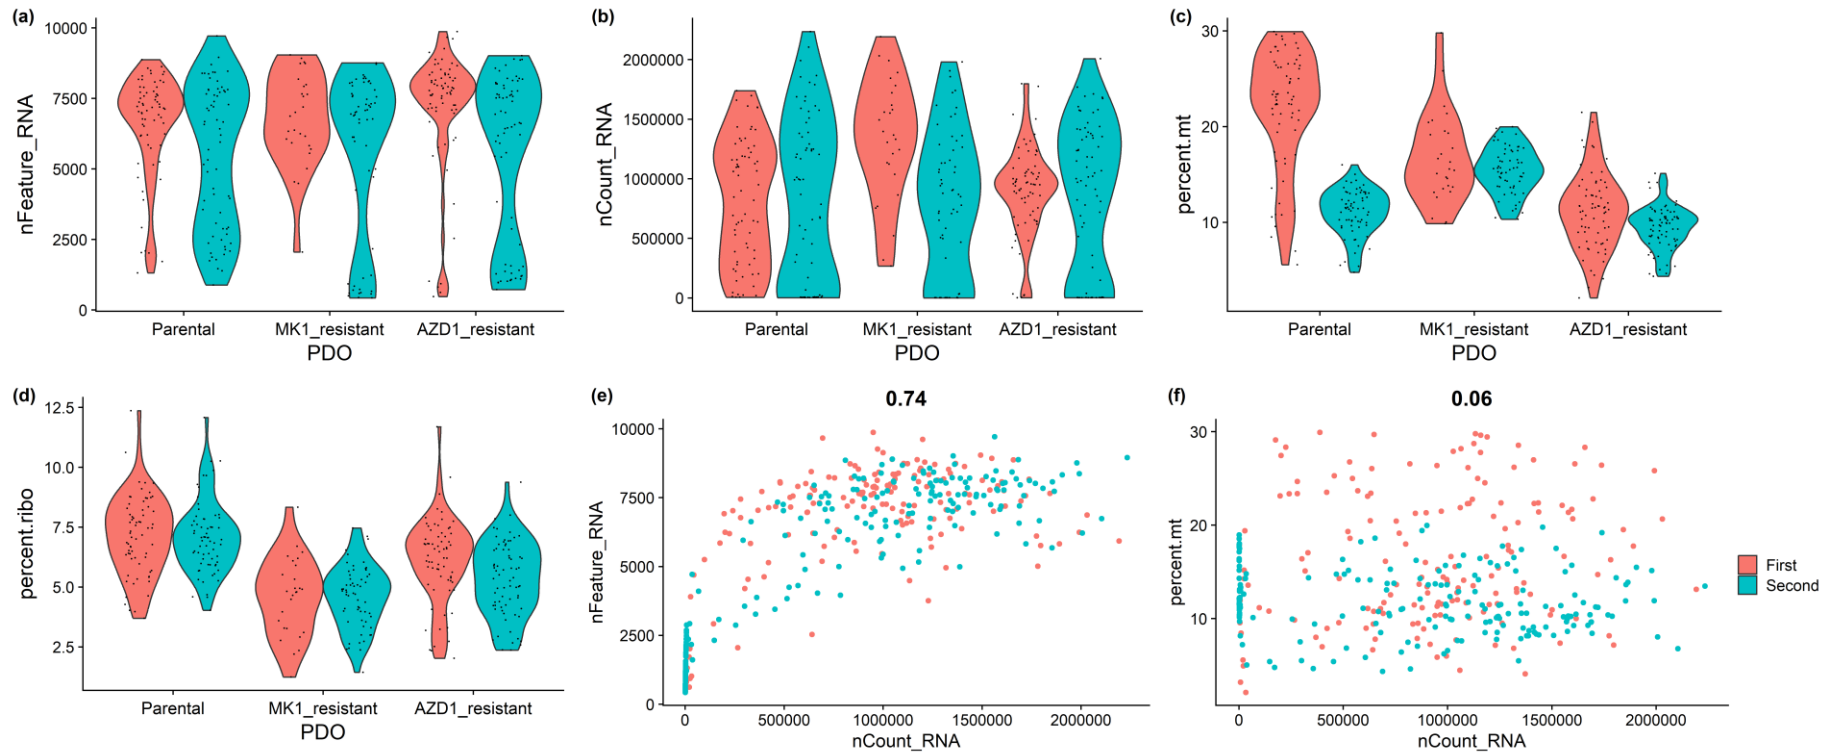 (a)
10000
7500
5000
2500
0
nFeature_RNA
Parental
MK1_resistant
AZD1_resistant
PDO
(b)
2000000
1500000
1000000
500000
0
nCount_RNA
Parental
MK1_resistant
AZD1_resistant
PDO
(c)
30
20
10
percent.mt
Parental
MK1_resistant
AZD1_resistant
PDO
(d)
12.5
10.0
7.5
5.0
2.5
percent.ribo
Parental
MK1_resistant
AZD1_resistant
PDO
(e)
0.74
10000
7500
5000
2500
0
nFeature_RNA
0
500000
1000000
1500000
2000000
nCount_RNA
(f)
0.06
30
20
10
percent.mt
0
500000
1000000
1500000
2000000
nCount_RNA
First
Second